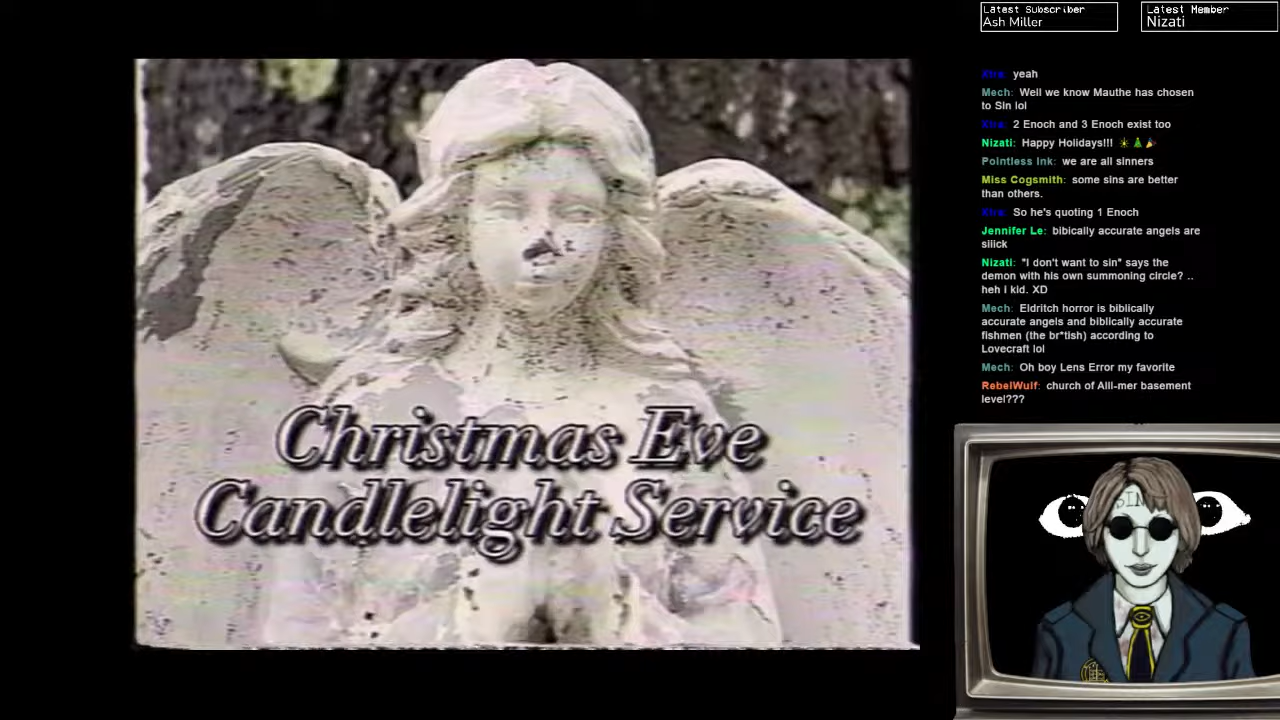 Latest Subscriber
Ash Miller
Latest Member
Nizati
Xira: yeah
Mech: Well we know Mauthe has chosen
to Sin lol
2 Enoch and 3 Enoch exist too
Nizati: Happy Holidays!!!
Pointless Ink: we are all sinners
Miss Cogsmith: some sins are better
than others.
So he's quoting 1 Enoch
Jennifer Le: bibically accurate angels are
siiick
Nizati: "I don't want to sin" says the
demon with his own summoning circle? ..
heh I kid. XD
Mech: Eldritch horror is biblically
accurate angels and biblically accurate
fishmen (the br*tish) according to
Lovecraft lol
Mech: Oh boy Lens Error my favorite
RebelWulf: church of Alll-mer basement
level???
Christmas Eve
Candlelight Service
SIN